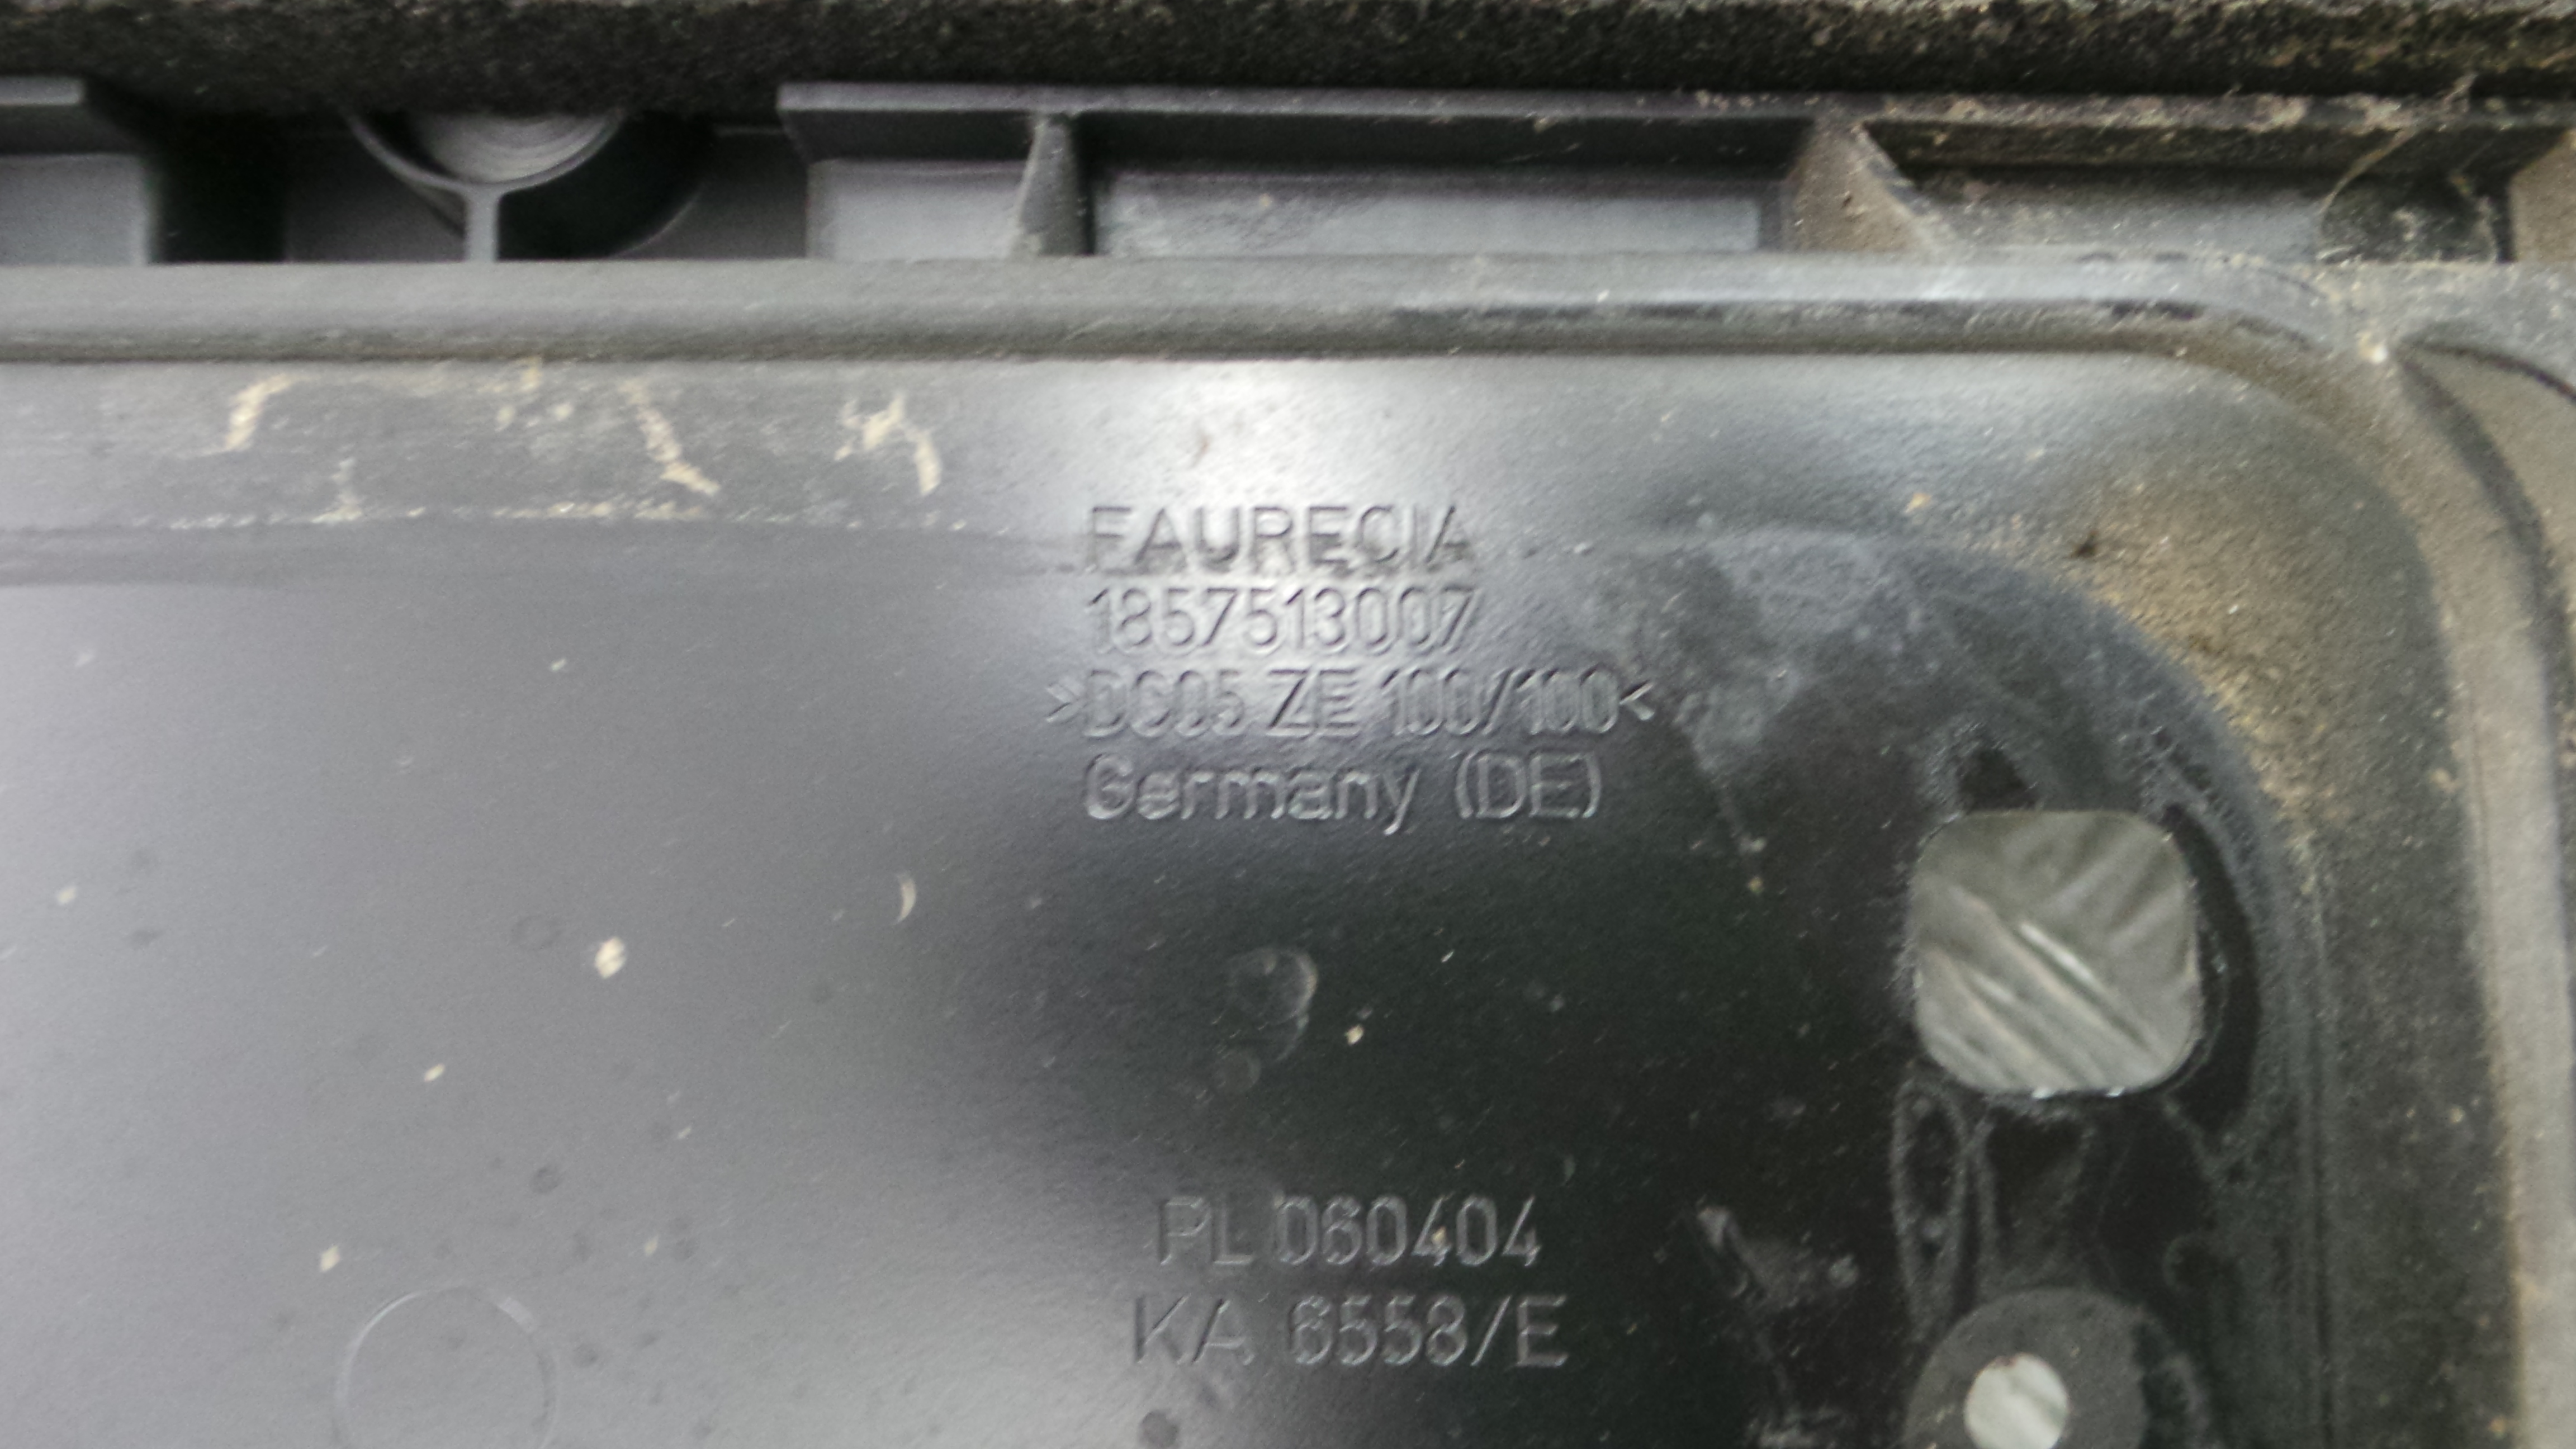 FAURECIA
1857513007
>DC05 ZE 100/100<
Germany (DE)
PL 060404
KA 6558/E